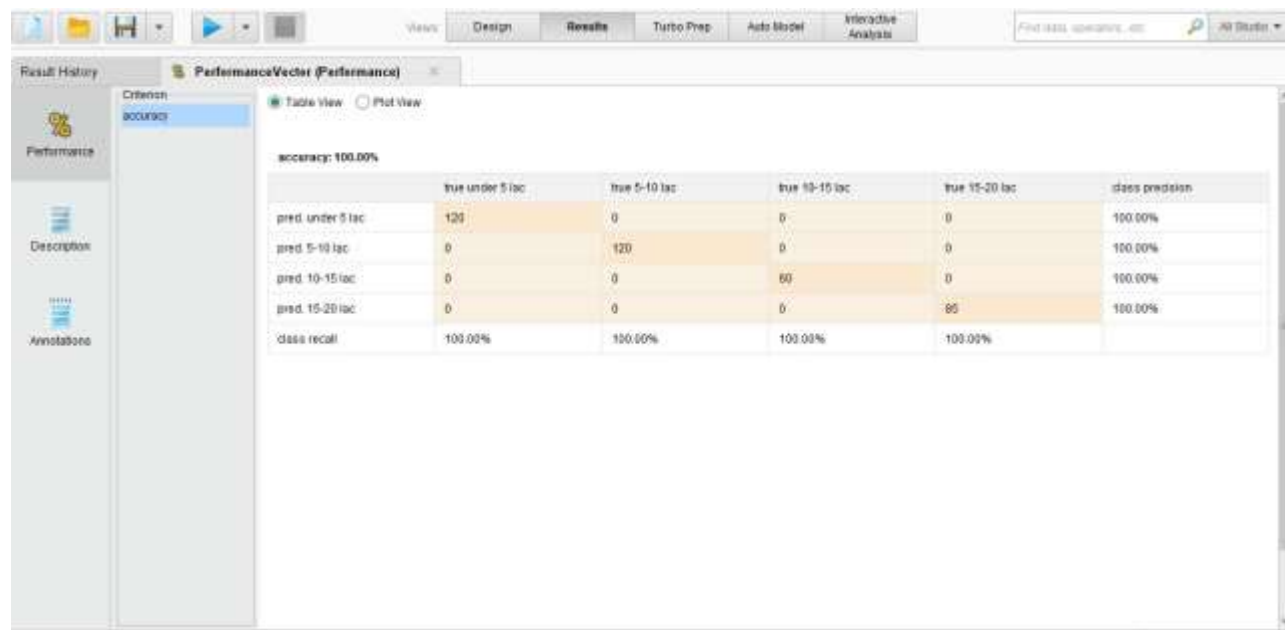 Views: Design Results Turbo Prep Auto Model Interactive Analysis Find data, operators, etc All Studio
Result History PerformanceVector (Performance)
Criterion
accuracy
Table View Plot View
Performance
accuracy: 100.00%
true under 5 lac true 5-10 lac true 10-15 lac true 15-20 lac class precision
pred. under 5 lac 120 0 0 0 100.00%
pred. 5-10 lac 0 120 0 0 100.00%
pred. 10-15 lac 0 0 60 0 100.00%
pred. 15-20 lac 0 0 0 85 100.00%
class recall 100.00% 100.00% 100.00% 100.00%
Description
Annotations